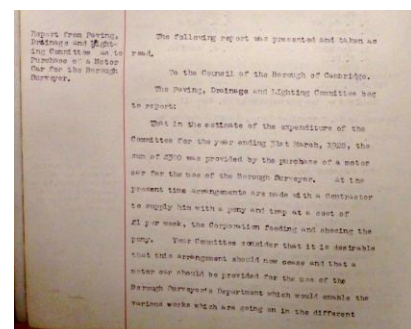 Report from Paving,
Drainage and Light-
ing Committee as to
Purchase of a Motor
Car for the Borough
Surveyor.
The following report was presented and taken as
read.
To the Council of the Borough of Cambridge.
The Paving, Drainage and Lighting Committee beg
to report:
That in the estimate of the expenditure of the
Committee for the year ending 31st March, 1920, the
sum of £300 was provided by the purchase of a motor
car for the use of the Borough Surveyor. At the
present time arrangements are made with a Contractor
to supply him with a pony and trap at a cost of
£1 per week, the Corporation feeding and shoeing the
pony. Your Committee consider that it is desirable
that this arrangement should now cease and that a
motor car should be provided for the use of the
Borough Surveyor's Department which would enable the
various works which are going on in the different